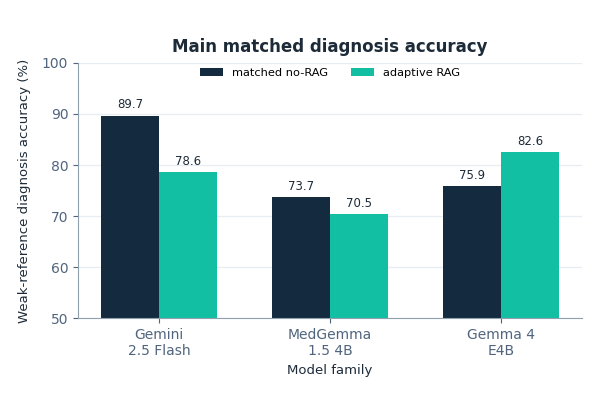 Main matched diagnosis accuracy
matched no-RAG
adaptive RAG
Weak-reference diagnosis accuracy (%)
100
90
80
70
60
50
89.7
78.6
73.7
70.5
75.9
82.6
Gemini
2.5 Flash
MedGemma
1.5 4B
Gemma 4
E4B
Model family